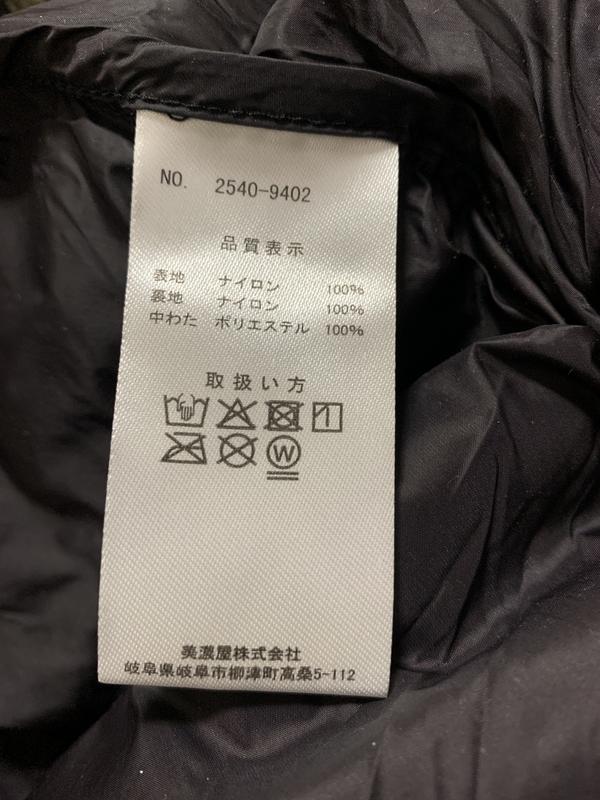 NO. 2540-9402
品質表示
表地 ナイロン 100%
裏地 ナイロン 100%
中わた ポリエステル 100%
取扱い方
W
美濃屋株式会社
岐阜県岐阜市柳津町高桑5-112